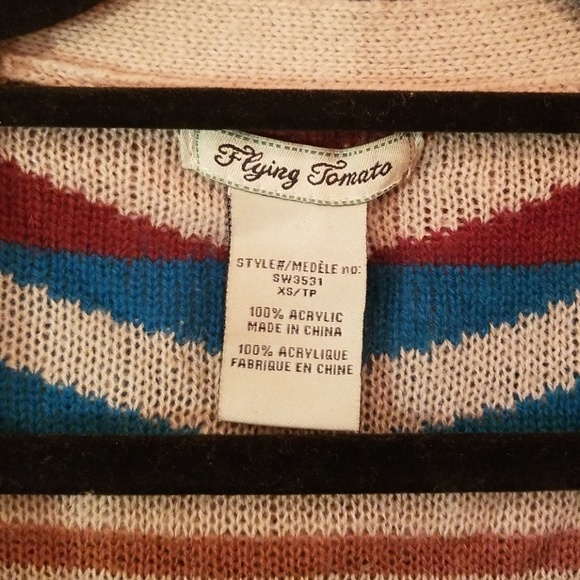 Flying Tomato
STYLE#/MEDÈLE no:
SW3531
XS/TP
100% ACRYLIC
MADE IN CHINA
100% ACRYLIQUE
FABRIQUE EN CHINE